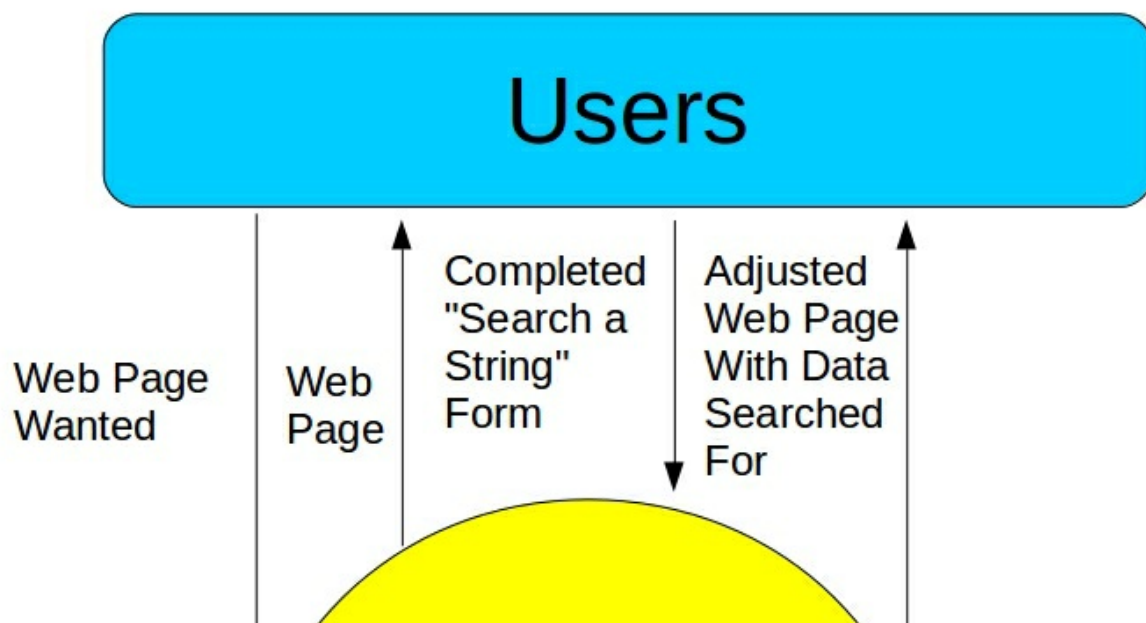 Users
Web Page
Wanted
Web
Page
Completed
"Search a
String"
Form
Adjusted
Web Page
With Data
Searched
For